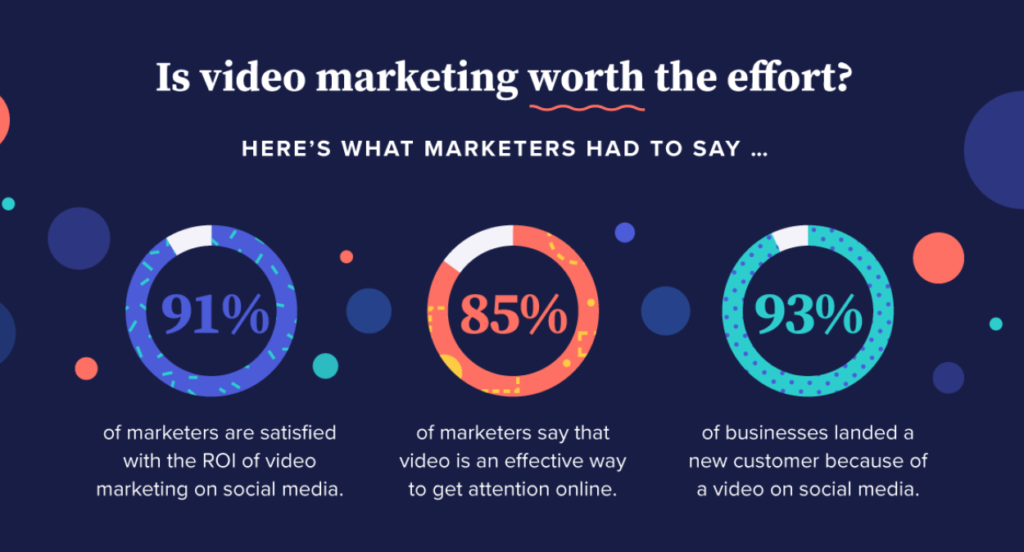 Is video marketing worth the effort?
HERE’S WHAT MARKETERS HAD TO SAY ...
91%
of marketers are satisfied
with the ROI of video
marketing on social media.
85%
of marketers say that
video is an effective way
to get attention online.
93%
of businesses landed a
new customer because of
a video on social media.